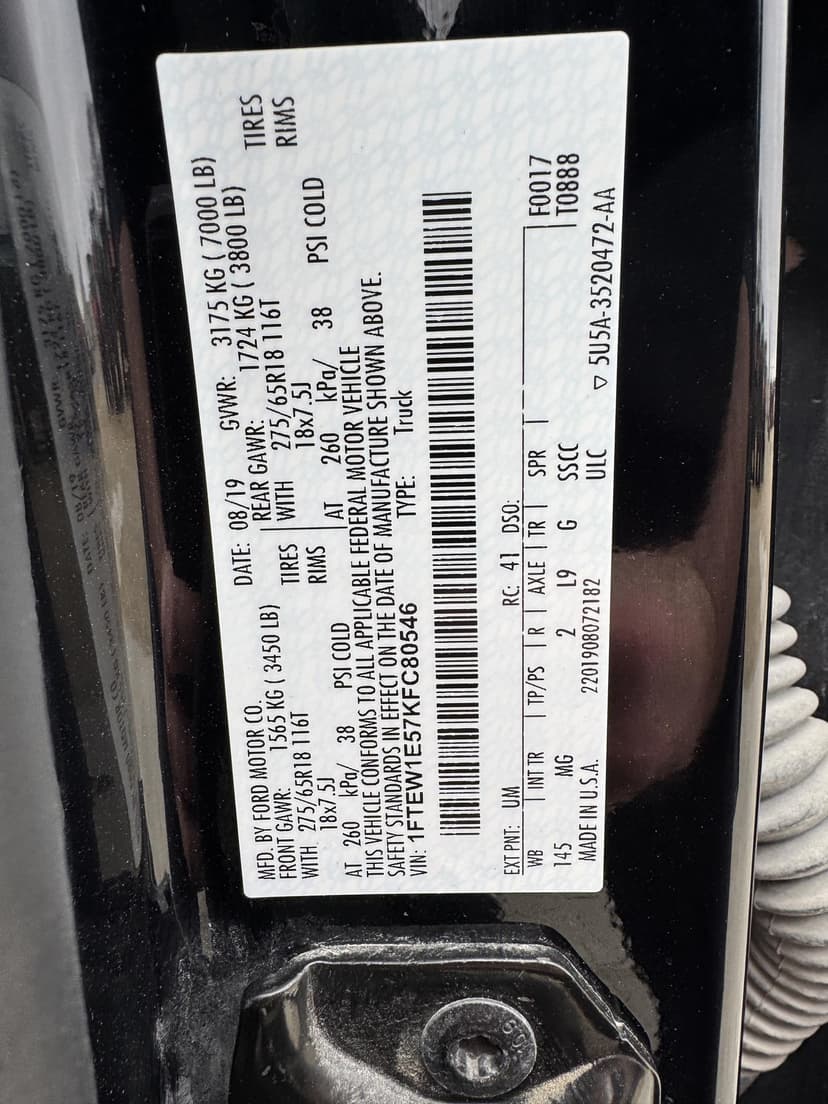 MFD. BY FORD MOTOR CO. DATE: 08/19 GVWR: 3175 KG ( 7000 LB)
FRONT GAWR: 1565 KG ( 3450 LB) REAR GAWR: 1724 KG ( 3800 LB)
WITH 275/65R18 116T TIRES WITH 275/65R18 116T TIRES
18x7.5J RIMS 18x7.5J RIMS
AT 260 kPa/ 38 PSI COLD AT 260 kPa/ 38 PSI COLD
THIS VEHICLE CONFORMS TO ALL APPLICABLE FEDERAL MOTOR VEHICLE
SAFETY STANDARDS IN EFFECT ON THE DATE OF MANUFACTURE SHOWN ABOVE.
VIN: 1FTEW1E57KFC80546 TYPE: Truck
EXT PNT: UM RC: 41 DSO:
WB INT TR TP/PS R AXLE TR SPR F0017
145 MG 2 L9 G SSCC T0888
MADE IN U.S.A. 2201908072182 ULC ▽ 5U5A-3520472-AA